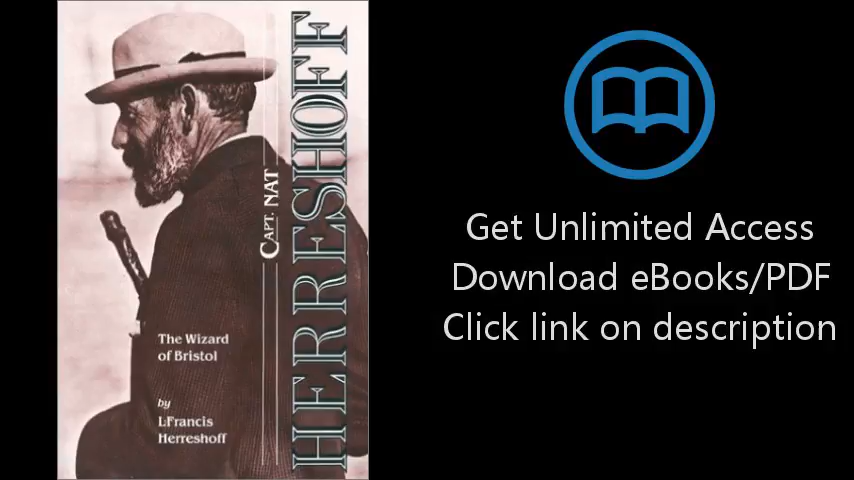 CAPT. NAT
HERRESHOFF
The Wizard
of Bristol
by
L.Francis
Herreshoff
Get Unlimited Access
Download eBooks/PDF
Click link on description